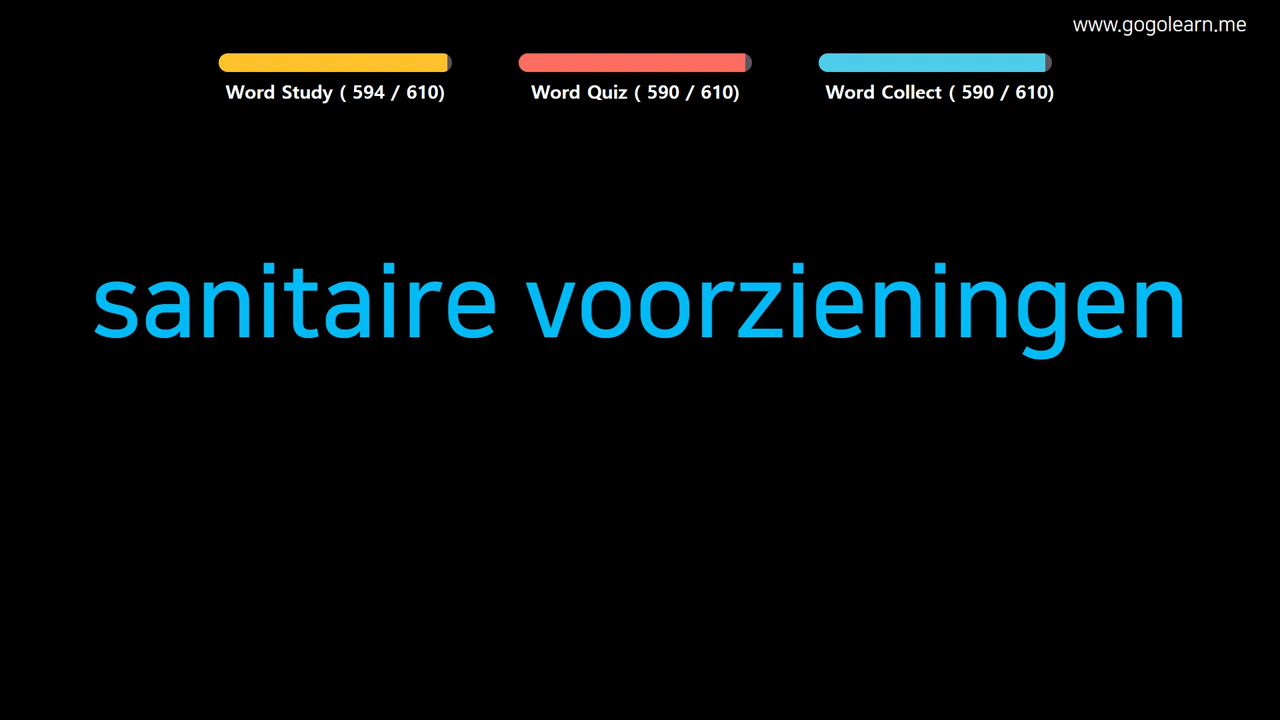 www.gogolearn.me
Word Study ( 594 / 610)
Word Quiz ( 590 / 610)
Word Collect ( 590 / 610)
sanitaire voorzieningen